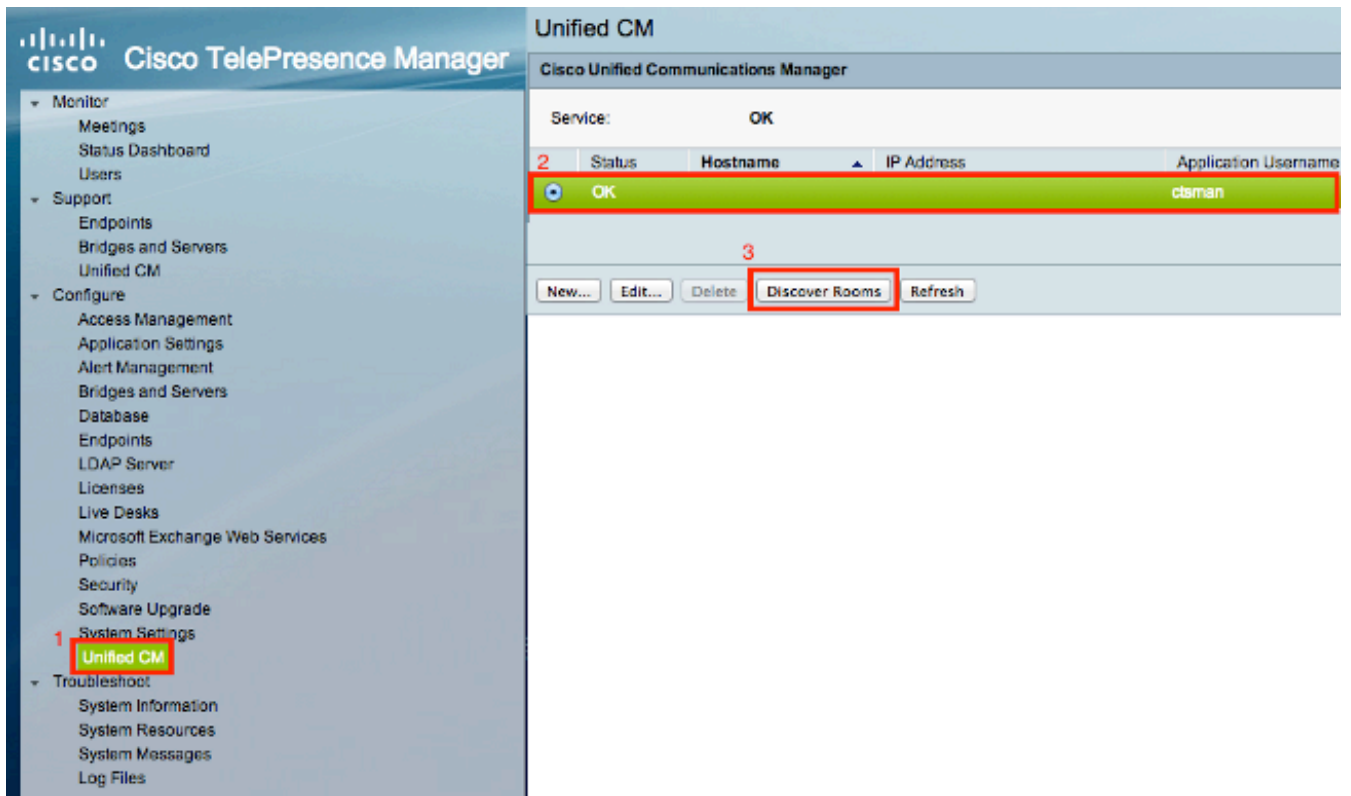 CISCO
Cisco TelePresence Manager
Monitor
Meetings
Status Dashboard
Users
Support
Endpoints
Bridges and Servers
Unified CM
Configure
Access Management
Application Settings
Alert Management
Bridges and Servers
Database
Endpoints
LDAP Server
Licenses
Live Desks
Microsoft Exchange Web Services
Policies
Security
Software Upgrade
System Settings
1
Unified CM
Troubleshoot
System Information
System Resources
System Messages
Log Files
Unified CM
Cisco Unified Communications Manager
Service: OK
2 Status Hostname IP Address Application Username
OK ctsman
3
New... Edit... Delete Discover Rooms Refresh